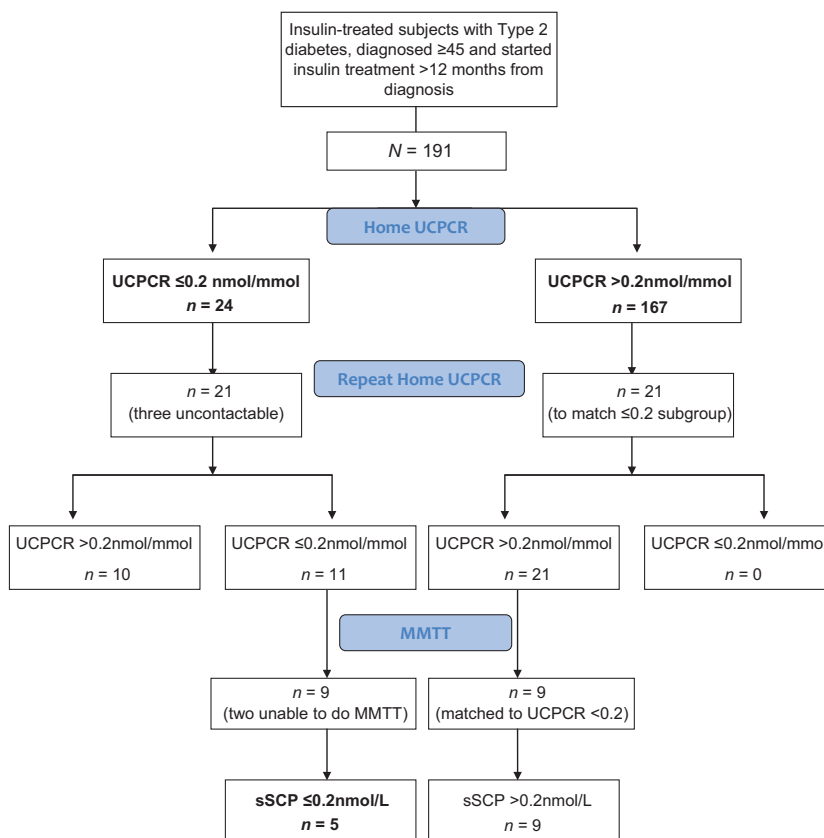 Insulin-treated subjects with Type 2
diabetes, diagnosed ≥45 and started
insulin treatment >12 months from
diagnosis
N = 191
Home UCPCR
UCPCR ≤0.2 nmol/mmol
n = 24
UCPCR >0.2nmol/mmol
n = 167
Repeat Home UCPCR
n = 21
(three uncontactable)
n = 21
(to match ≤0.2 subgroup)
UCPCR >0.2nmol/mmol
n = 10
UCPCR ≤0.2nmol/mmol
n = 11
UCPCR >0.2nmol/mmol
n = 21
UCPCR ≤0.2nmol/mmo
n = 0
MMTT
n = 9
(two unable to do MMTT)
n = 9
(matched to UCPCR <0.2)
sSCP ≤0.2nmol/L
n = 5
sSCP >0.2nmol/L
n = 9